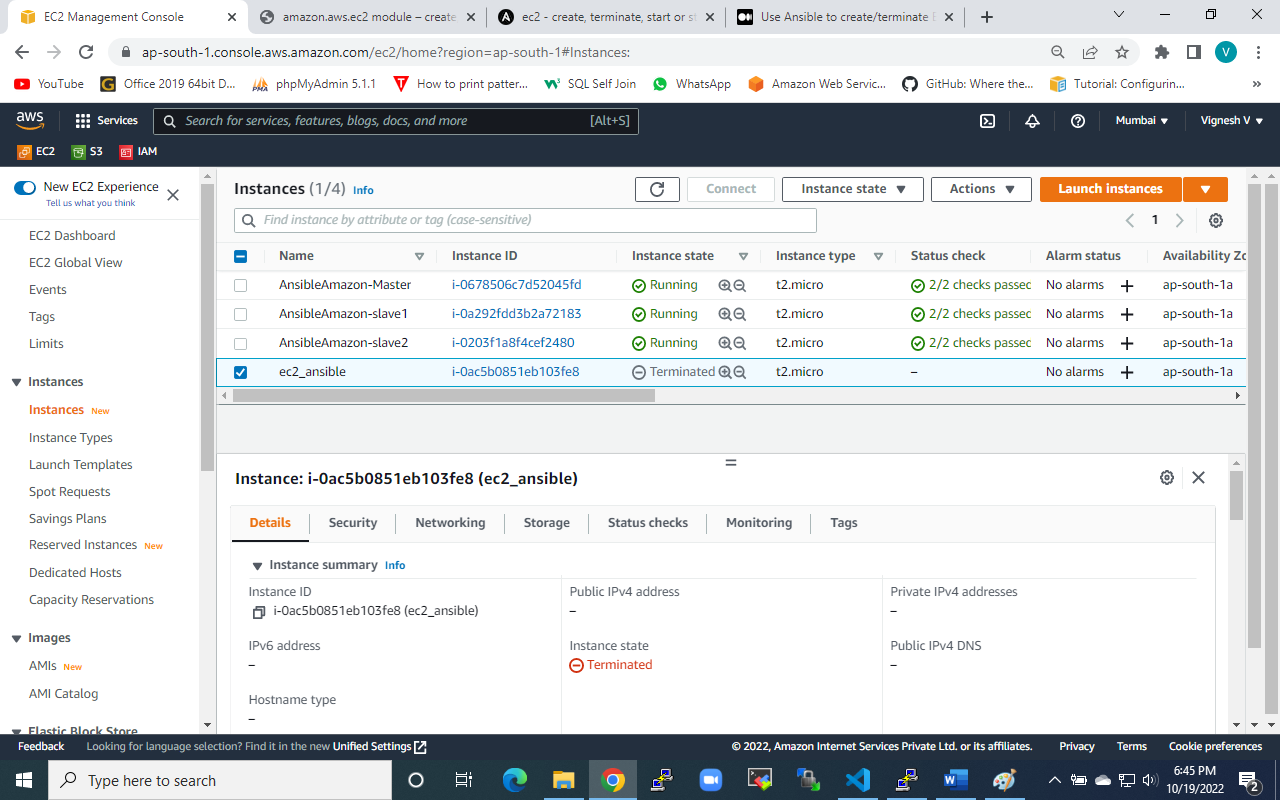 EC2 Management Console
amazon.aws.ec2 module – create
ec2 - create, terminate, start or st
Use Ansible to create/terminate E
ap-south-1.console.aws.amazon.com/ec2/home?region=ap-south-1#Instances:
V
YouTube
Office 2019 64bit D...
phpMyAdmin 5.1.1
How to print patter...
SQL Self Join
WhatsApp
Amazon Web Servic...
GitHub: Where the...
Tutorial: Configurin...
»
aws
Services
Search for services, features, blogs, docs, and more
[Alt+S]
Mumbai
Vignesh V
EC2
S3
IAM
New EC2 Experience
Tell us what you think
EC2 Dashboard
EC2 Global View
Events
Tags
Limits
Instances
Instances New
Instance Types
Launch Templates
Spot Requests
Savings Plans
Reserved Instances New
Dedicated Hosts
Capacity Reservations
Images
AMIs New
AMI Catalog
Elastic Block Store
Instances (1/4) Info
Connect
Instance state
Actions
Launch instances
Find instance by attribute or tag (case-sensitive)
1
Name Instance ID Instance state Instance type Status check Alarm status Availability Zo
AnsibleAmazon-Master i-0678506c7d52045fd Running t2.micro 2/2 checks passed No alarms + ap-south-1a
AnsibleAmazon-slave1 i-0a292fdd3b2a72183 Running t2.micro 2/2 checks passed No alarms + ap-south-1a
AnsibleAmazon-slave2 i-0203f1a8f4cef2480 Running t2.micro 2/2 checks passed No alarms + ap-south-1a
ec2_ansible i-0ac5b0851eb103fe8 Terminated t2.micro – No alarms + ap-south-1a
Instance: i-0ac5b0851eb103fe8 (ec2_ansible)
Details
Security
Networking
Storage
Status checks
Monitoring
Tags
Instance summary Info
Instance ID
i-0ac5b0851eb103fe8 (ec2_ansible)
Public IPv4 address
–
Private IPv4 addresses
–
IPv6 address
–
Instance state
Terminated
Public IPv4 DNS
–
Hostname type
–
Feedback
Looking for language selection? Find it in the new Unified Settings
© 2022, Amazon Internet Services Private Ltd. or its affiliates.
Privacy
Terms
Cookie preferences
Type here to search
6:45 PM
10/19/2022
2